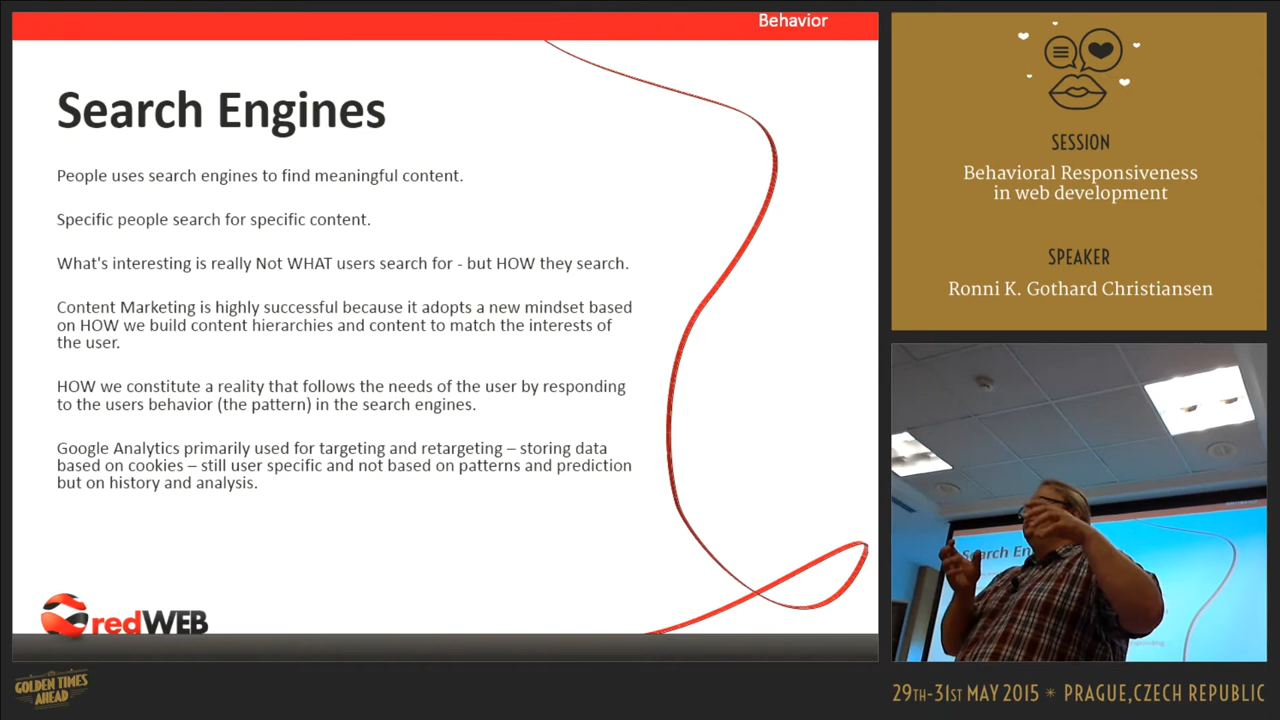 Behavior
Search Engines
People uses search engines to find meaningful content.
Specific people search for specific content.
What's interesting is really Not WHAT users search for - but HOW they search.
Content Marketing is highly successful because it adopts a new mindset based
on HOW we build content hierarchies and content to match the interests of
the user.
HOW we constitute a reality that follows the needs of the user by responding
to the users behavior (the pattern) in the search engines.
Google Analytics primarily used for targeting and retargeting – storing data
based on cookies – still user specific and not based on patterns and prediction
but on history and analysis.
redWEB
SESSION
Behavioral Responsiveness
in web development
SPEAKER
Ronni K. Gothard Christiansen
Search En
GOLDEN TIMES
AHEAD
29TH-31ST MAY 2015 * PRAGUE,CZECH REPUBLIC